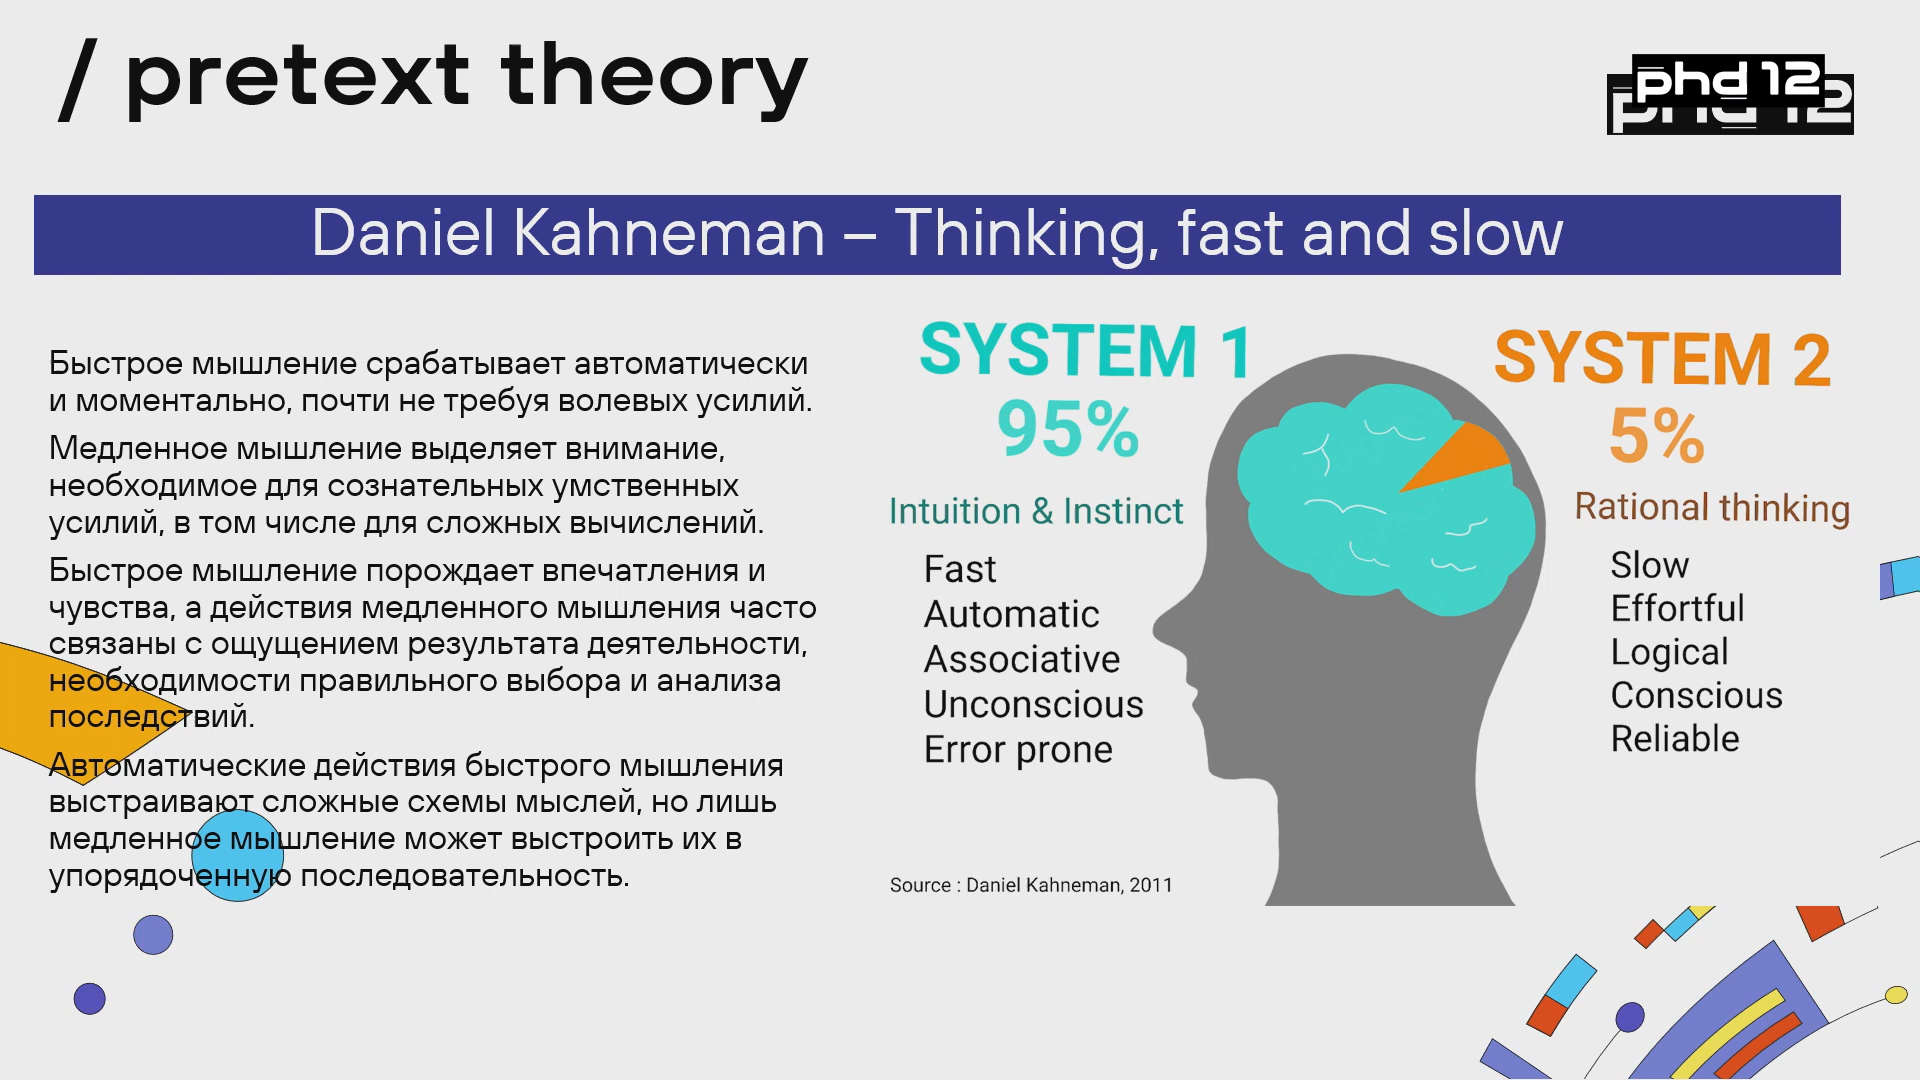 / pretext theory
phd 12
phd 12
Daniel Kahneman – Thinking, fast and slow
Быстрое мышление срабатывает автоматически
и моментально, почти не требуя волевых усилий.
Медленное мышление выделяет внимание,
необходимое для сознательных умственных
усилий, в том числе для сложных вычислений.
Быстрое мышление порождает впечатления и
чувства, а действия медленного мышления часто
связаны с ощущением результата деятельности,
необходимости правильного выбора и анализа
последствий.
Автоматические действия быстрого мышления
выстраивают сложные схемы мыслей, но лишь
медленное мышление может выстроить их в
упорядоченную последовательность.
SYSTEM 1
95%
Intuition & Instinct
Fast
Automatic
Associative
Unconscious
Error prone
Source : Daniel Kahneman, 2011
SYSTEM 2
5%
Rational thinking
Slow
Effortful
Logical
Conscious
Reliable